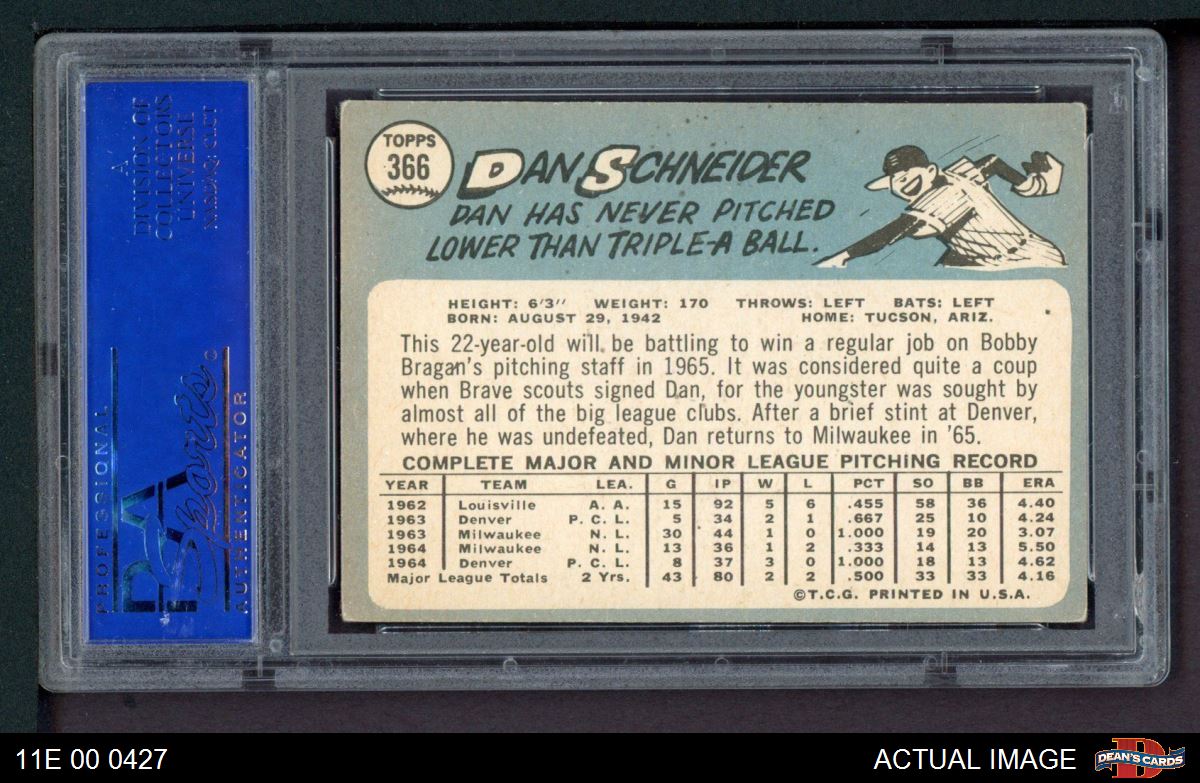 A
DIVISION OF
COLLECTORS
UNIVERSE
NASDAQ: CLCT
PROFESSIONAL
PSA
Sports
AUTHENTICATOR
TOPPS
366
DAN SCHNEIDER
DAN HAS NEVER PITCHED
LOWER THAN TRIPLE-A BALL.
HEIGHT: 6'3" WEIGHT: 170 THROWS: LEFT BATS: LEFT
BORN: AUGUST 29, 1942 HOME: TUCSON, ARIZ.
This 22-year-old will be battling to win a regular job on Bobby
Bragan's pitching staff in 1965. It was considered quite a coup
when Brave scouts signed Dan, for the youngster was sought by
almost all of the big league clubs. After a brief stint at Denver,
where he was undefeated, Dan returns to Milwaukee in '65.
COMPLETE MAJOR AND MINOR LEAGUE PITCHING RECORD
YEAR TEAM LEA. G IP W L PCT SO BB ERA
1962 Louisville A. A. 15 92 5 6 .455 58 36 4.40
1963 Denver P. C. L. 5 34 2 1 .667 25 10 4.24
1963 Milwaukee N. L. 30 44 1 0 1.000 19 20 3.07
1964 Milwaukee N. L. 13 36 1 2 .333 14 13 5.50
1964 Denver P. C. L. 8 37 3 0 1.000 18 13 4.62
Major League Totals 2 Yrs. 43 80 2 2 .500 33 33 4.16
©T.C.G. PRINTED IN U.S.A.
11E 00 0427
ACTUAL IMAGE
DEAN'S CARDS